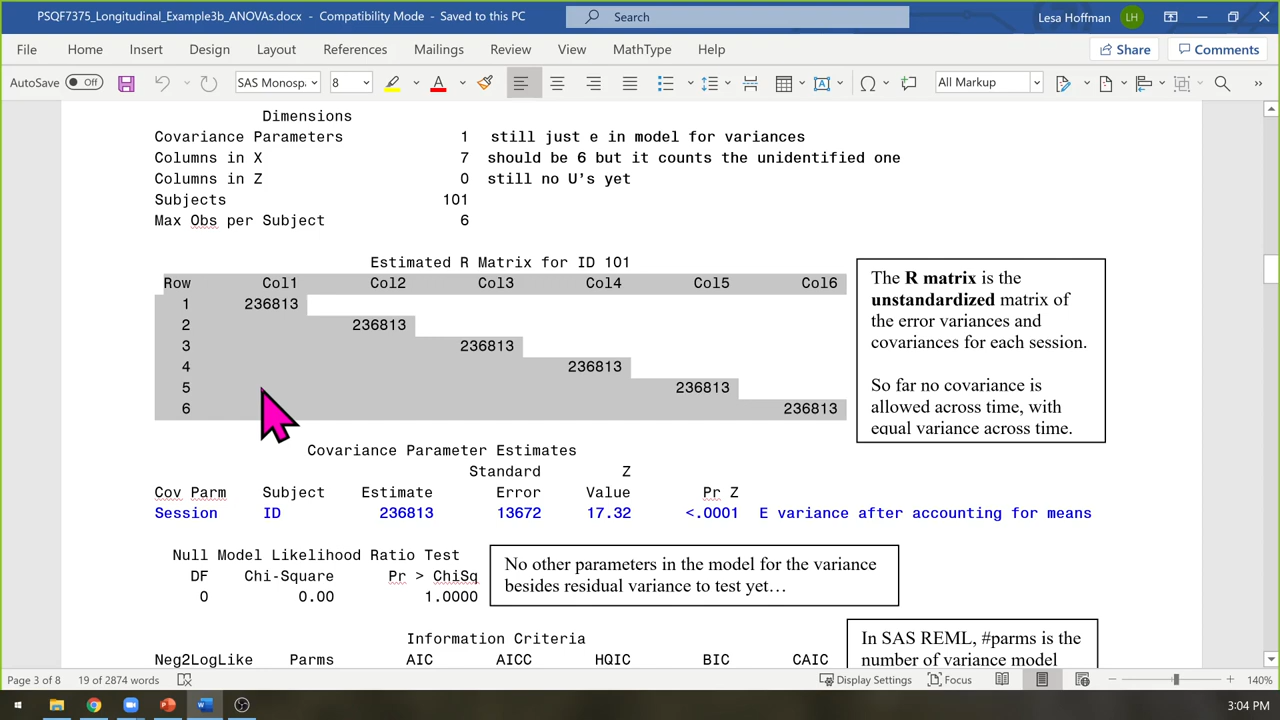 PSQF7375_Longitudinal_Example3b_ANOVAs.docx - Compatibility Mode - Saved to this PC
Search
Lesa Hoffman LH
File Home Insert Design Layout References Mailings Review View MathType Help
Share Comments
AutoSave Off SAS Monospa 8 All Markup
Dimensions
Covariance Parameters 1 still just e in model for variances
Columns in X 7 should be 6 but it counts the unidentified one
Columns in Z 0 still no U's yet
Subjects 101
Max Obs per Subject 6
Estimated R Matrix for ID 101
Row Col1 Col2 Col3 Col4 Col5 Col6
1 236813
2 236813
3 236813
4 236813
5 236813
6 236813
The R matrix is the
unstandardized matrix of
the error variances and
covariances for each session.
So far no covariance is
allowed across time, with
equal variance across time.
Covariance Parameter Estimates
Standard Z
Cov Parm Subject Estimate Error Value Pr Z
Session ID 236813 13672 17.32 <.0001 E variance after accounting for means
Null Model Likelihood Ratio Test
DF Chi-Square Pr > ChiSq
0 0.00 1.0000
No other parameters in the model for the variance
besides residual variance to test yet…
Information Criteria
Neg2LogLike Parms AIC AICC HQIC BIC CAIC
In SAS REML, #parms is the
number of variance model
Page 3 of 8 19 of 2874 words Display Settings Focus 140%
3:04 PM